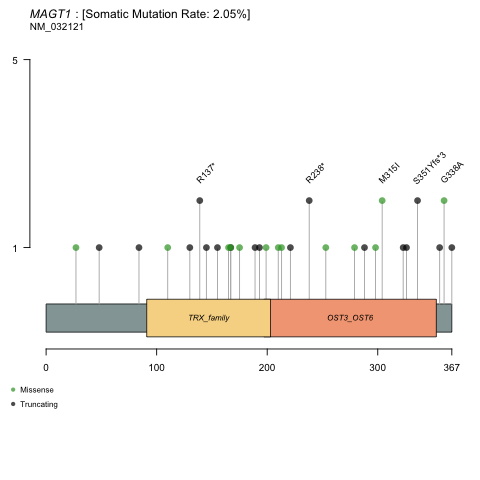 MAGT1 : [Somatic Mutation Rate: 2.05%]
NM_032121
5
R137*
R238*
M315I
S351Yfs*3
G338A
1
TRX_family
OST3_OST6
0
100
200
300
367
Missense
Truncating